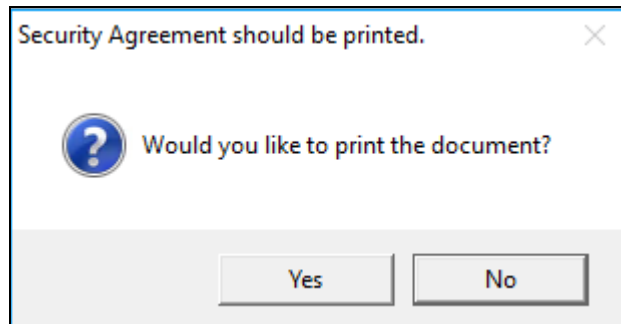 Security Agreement should be printed.
Would you like to print the document?
Yes
No